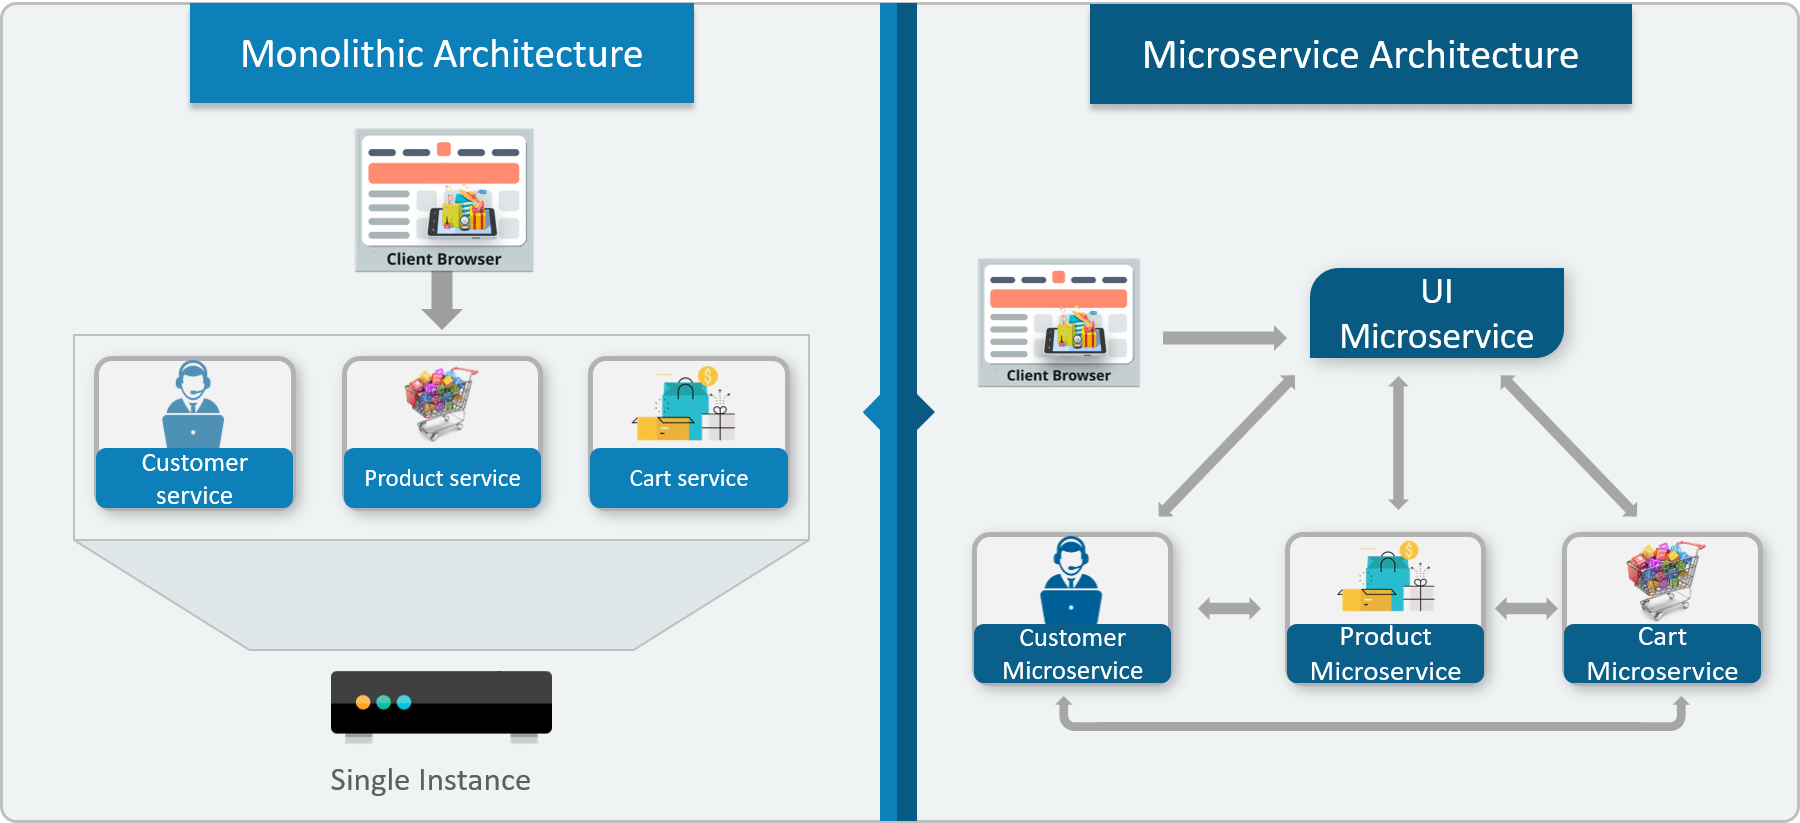 Monolithic Architecture
Client Browser
Customer
service
Product service
Cart service
Single Instance
Microservice Architecture
Client Browser
UI
Microservice
Customer
Microservice
Product
Microservice
Cart
Microservice